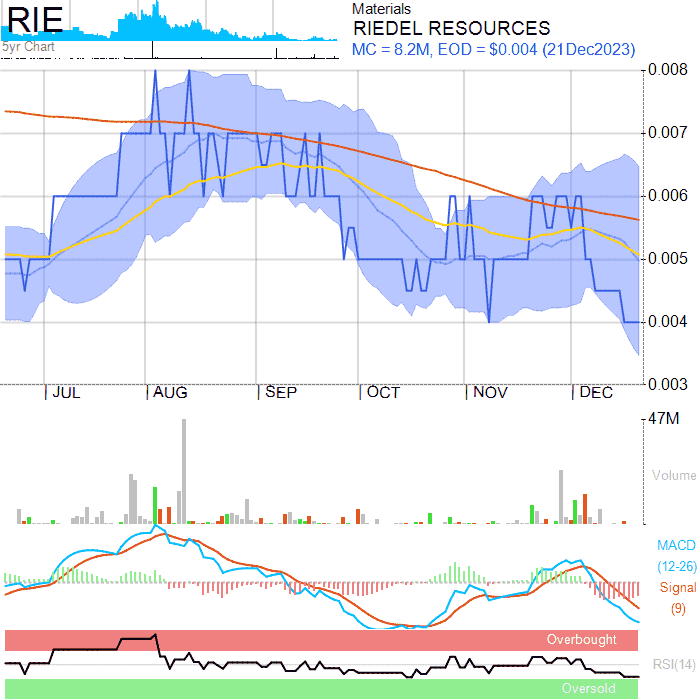 RIE
5yr Chart
Materials
RIEDEL RESOURCES
MC = 8.2M, EOD = $0.004 (21Dec2023)
0.008
0.007
0.006
0.005
0.004
0.003
JUL AUG SEP OCT NOV DEC
47M
Volume
MACD
(12-26)
Signal
(9)
Overbought
RSI(14)
Oversold